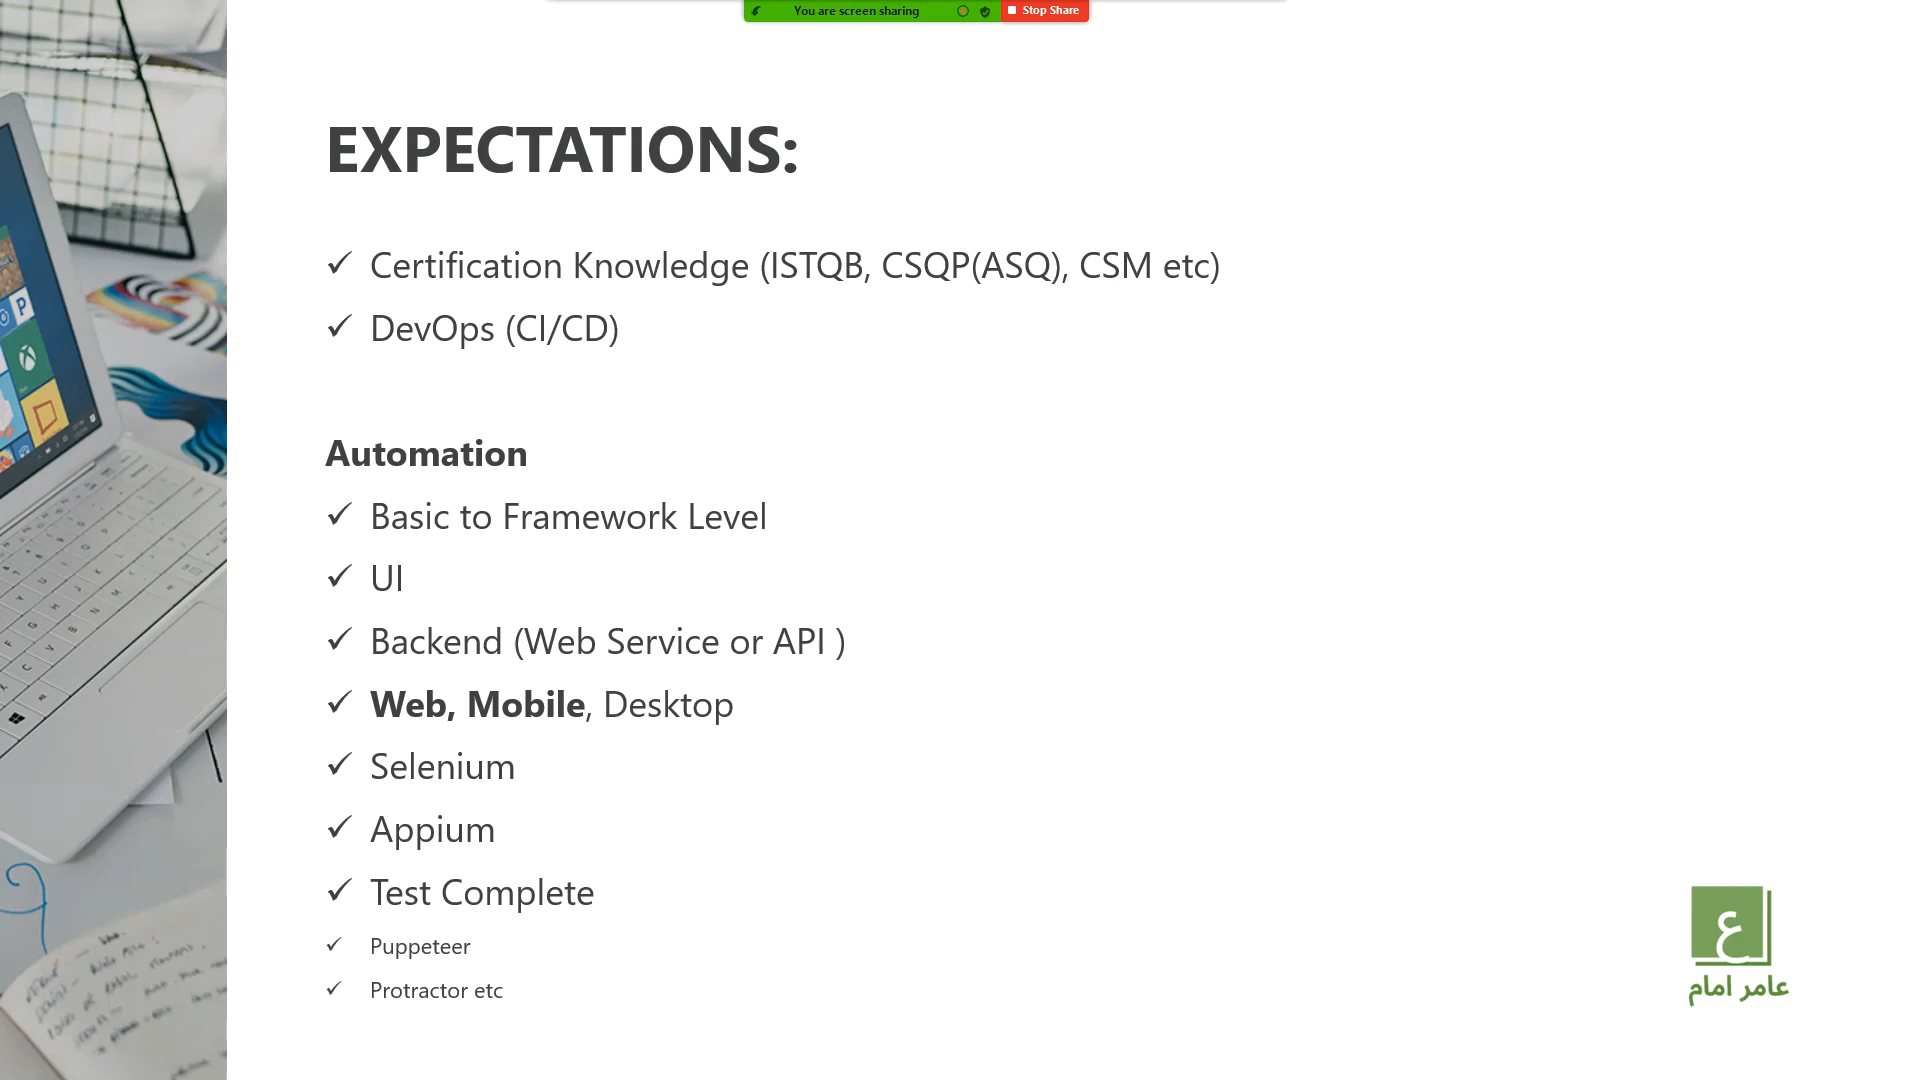 You are screen sharing
Stop Share
EXPECTATIONS:
✓ Certification Knowledge (ISTQB, CSQP(ASQ), CSM etc)
✓ DevOps (CI/CD)
Automation
✓ Basic to Framework Level
✓ UI
✓ Backend (Web Service or API )
✓ Web, Mobile, Desktop
✓ Selenium
✓ Appium
✓ Test Complete
✓ Puppeteer
✓ Protractor etc
ع
عامر امام